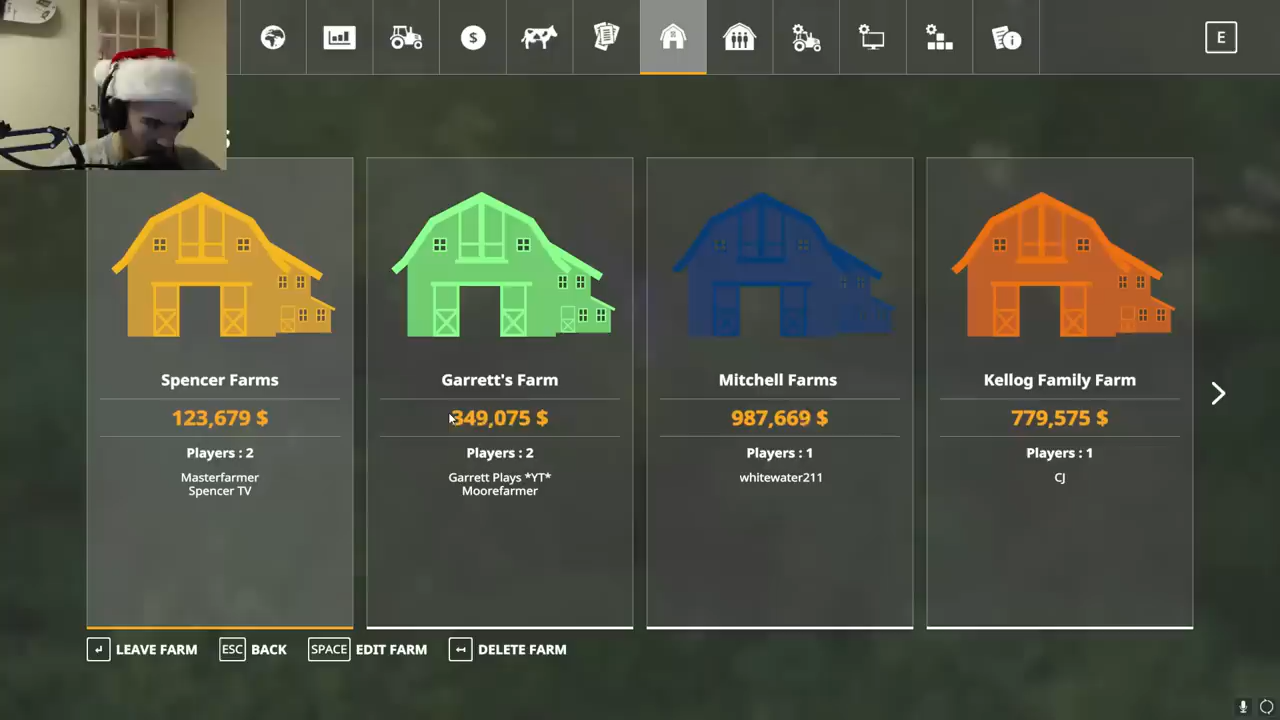 E
S
Spencer Farms
123,679 $
Players : 2
Masterfarmer
Spencer TV
Garrett's Farm
349,075 $
Players : 2
Garrett Plays *YT*
Moorefarmer
Mitchell Farms
987,669 $
Players : 1
whitewater211
Kellog Family Farm
779,575 $
Players : 1
CJ
LEAVE FARM
ESC BACK
SPACE EDIT FARM
DELETE FARM